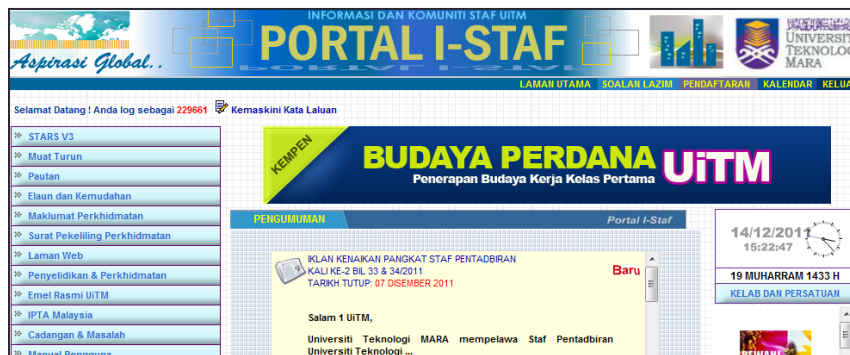 INFORMASI DAN KOMUNITI STAF UiTM
PORTAL I-STAF
Aspirasi Global..
UNIVERSITI
TEKNOLOGI
MARA
LAMAN UTAMA SOALAN LAZIM PENDAFTARAN KALENDAR KELUA
Selamat Datang ! Anda log sebagai 229661 Kemaskini Kata Laluan
STARS V3
Muat Turun
Pautan
Elaun dan Kemudahan
Maklumat Perkhidmatan
Surat Pekeliling Perkhidmatan
Laman Web
Penyelidikan & Perkhidmatan
Emel Rasmi UiTM
IPTA Malaysia
Cadangan & Masalah
Manual Pengguna
KEMPEN
BUDAYA PERDANA UiTM
Penerapan Budaya Kerja Kelas Pertama
PENGUMUMAN Portal I-Staf
IKLAN KENAIKAN PANGKAT STAF PENTADBIRAN
KALI KE-2 BIL 33 & 34/2011 Baru
TARIKH TUTUP: 07 DISEMBER 2011
Salam 1 UiTM,
Universiti Teknologi MARA mempelawa Staf Pentadbiran
Universiti Teknologi ...
14/12/2011
15:22:47
19 MUHARRAM 1433 H
KELAB DAN PERSATUAN